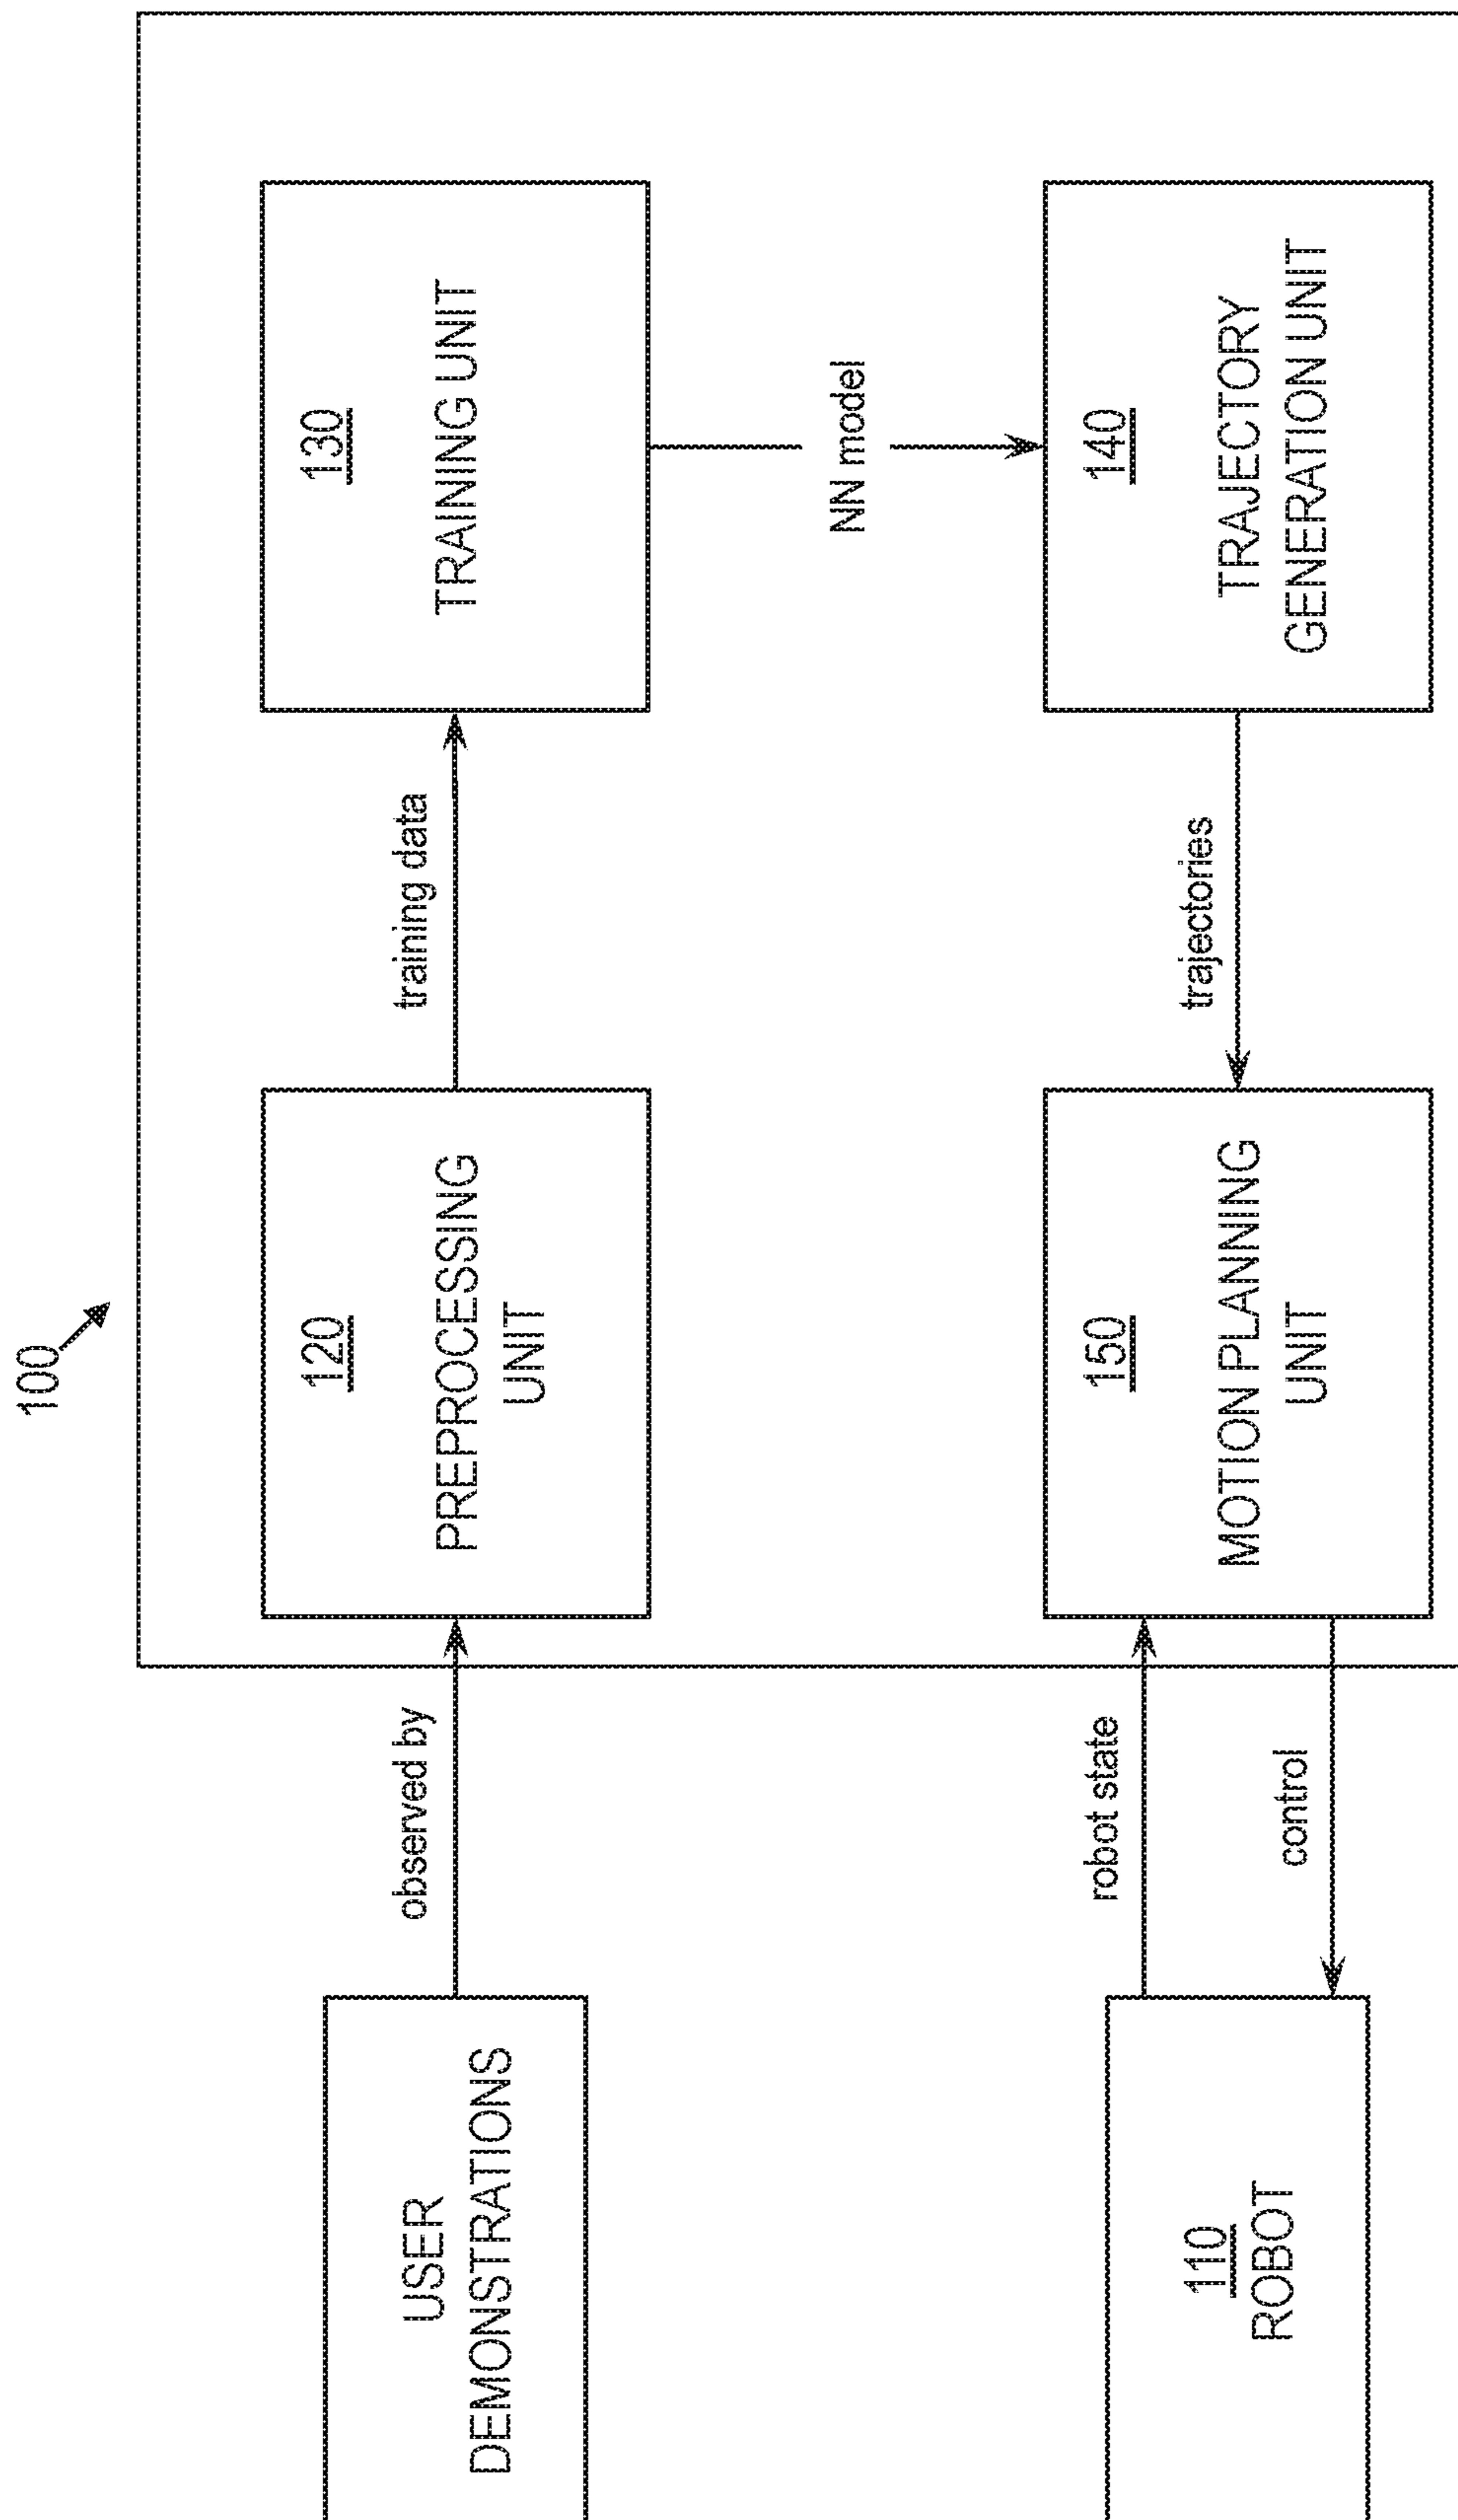 100
USER
DEMONSTRATIONS
observed by
120
PREPROCESSING
UNIT
training data
130
TRAINING UNIT
NN model
110
ROBOT
robot state
control
150
MOTION PLANNING
UNIT
trajectories
140
TRAJECTORY
GENERATION UNIT